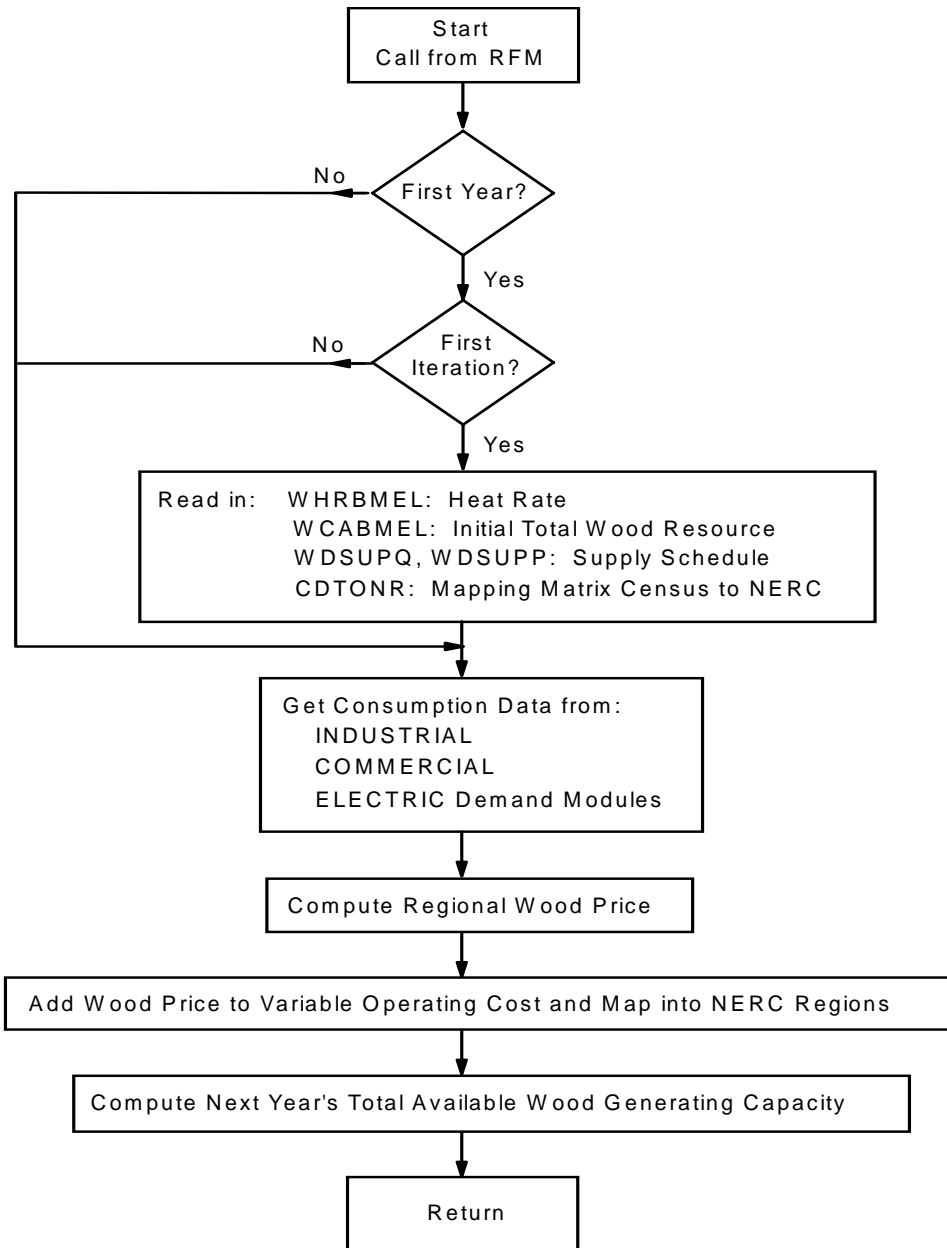 Start
Call from RFM
No
First Year?
Yes
No
First
Iteration?
Yes
Read in: WHRBMEL: Heat Rate
WCABMEL: Initial Total Wood Resource
WDSUPQ, WDSUPP: Supply Schedule
CDTONR: Mapping Matrix Census to NERC
Get Consumption Data from:
INDUSTRIAL
COMMERCIAL
ELECTRIC Demand Modules
Compute Regional Wood Price
Add Wood Price to Variable Operating Cost and Map into NERC Regions
Compute Next Year's Total Available Wood Generating Capacity
Return